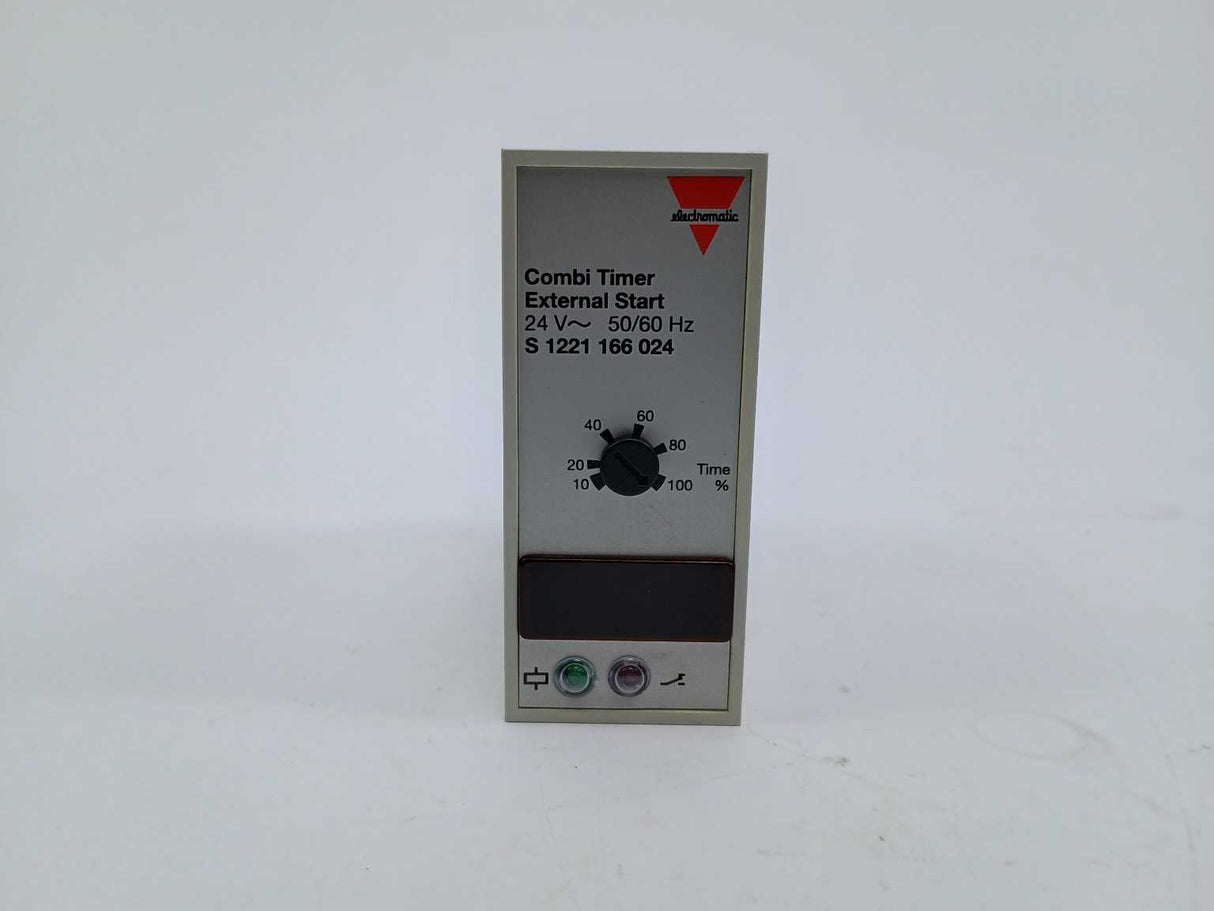 electromatic
Combi Timer
External Start
24 V~ 50/60 Hz
S 1221 166 024
60
40
80
20
Time
10
100
%